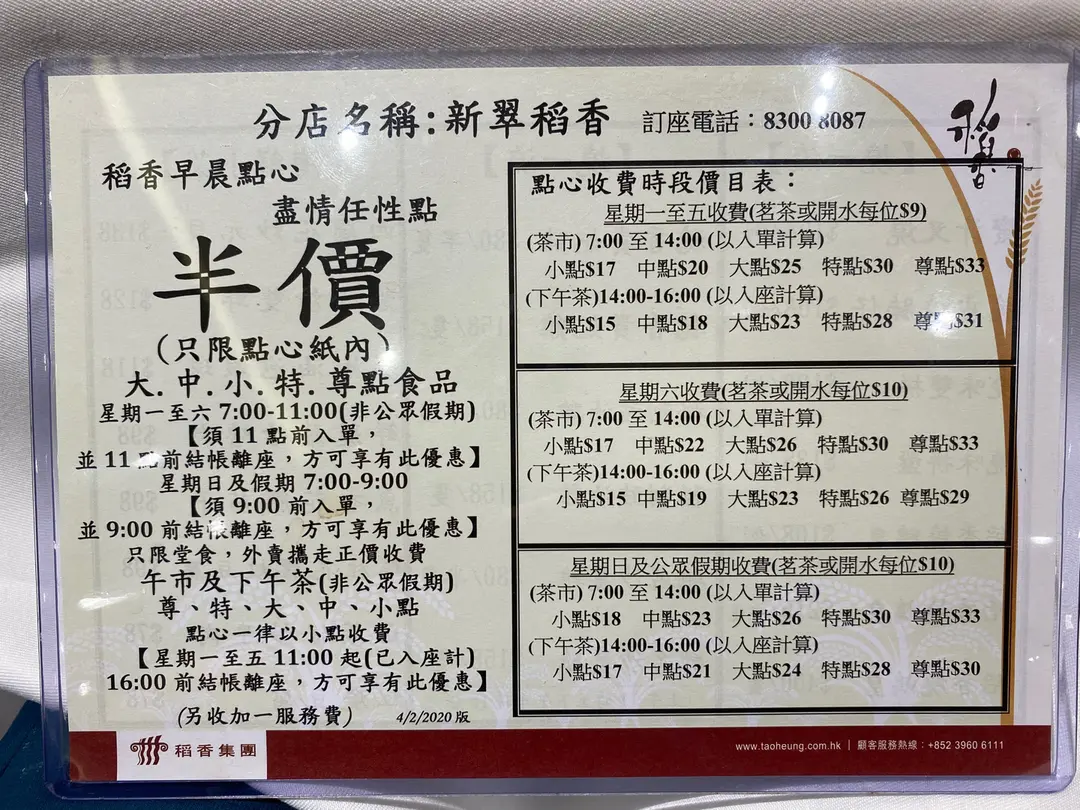 分店名稱:新翠稻香 訂座電話：8300 8087
稻香
稻香早晨點心
盡情任性點
半價
(只限點心紙內)
大.中.小.特.尊點食品
星期一至六 7:00-11:00(非公眾假期)
【須 11 點前入單，
並 11 點前結帳離座，方可享有此優惠】
星期日及假期 7:00-9:00
【須 9:00 前入單，
並 9:00 前結帳離座，方可享有此優惠】
只限堂食，外賣攜走正價收費
午市及下午茶(非公眾假期)
尊、特、大、中、小點
點心一律以小點收費
【星期一至五 11:00 起(已入座計)
16:00 前結帳離座，方可享有此優惠】
(另收加一服務費) 4/2/2020 版
點心收費時段價目表：
星期一至五收費(茗茶或開水每位$9)
(茶市) 7:00 至 14:00 (以入單計算)
小點$17 中點$20 大點$25 特點$30 尊點$33
(下午茶)14:00-16:00 (以入座計算)
小點$15 中點$18 大點$23 特點$28 尊點$31
星期六收費(茗茶或開水每位$10)
(茶市) 7:00 至 14:00 (以入單計算)
小點$17 中點$22 大點$26 特點$30 尊點$33
(下午茶)14:00-16:00 (以入座計算)
小點$15 中點$19 大點$23 特點$26 尊點$29
星期日及公眾假期收費(茗茶或開水每位$10)
(茶市) 7:00 至 14:00 (以入單計算)
小點$18 中點$23 大點$26 特點$30 尊點$33
(下午茶)14:00-16:00 (以入座計算)
小點$17 中點$21 大點$24 特點$28 尊點$30
稻香集團
www.taoheung.com.hk | 顧客服務熱線：+852 3960 6111